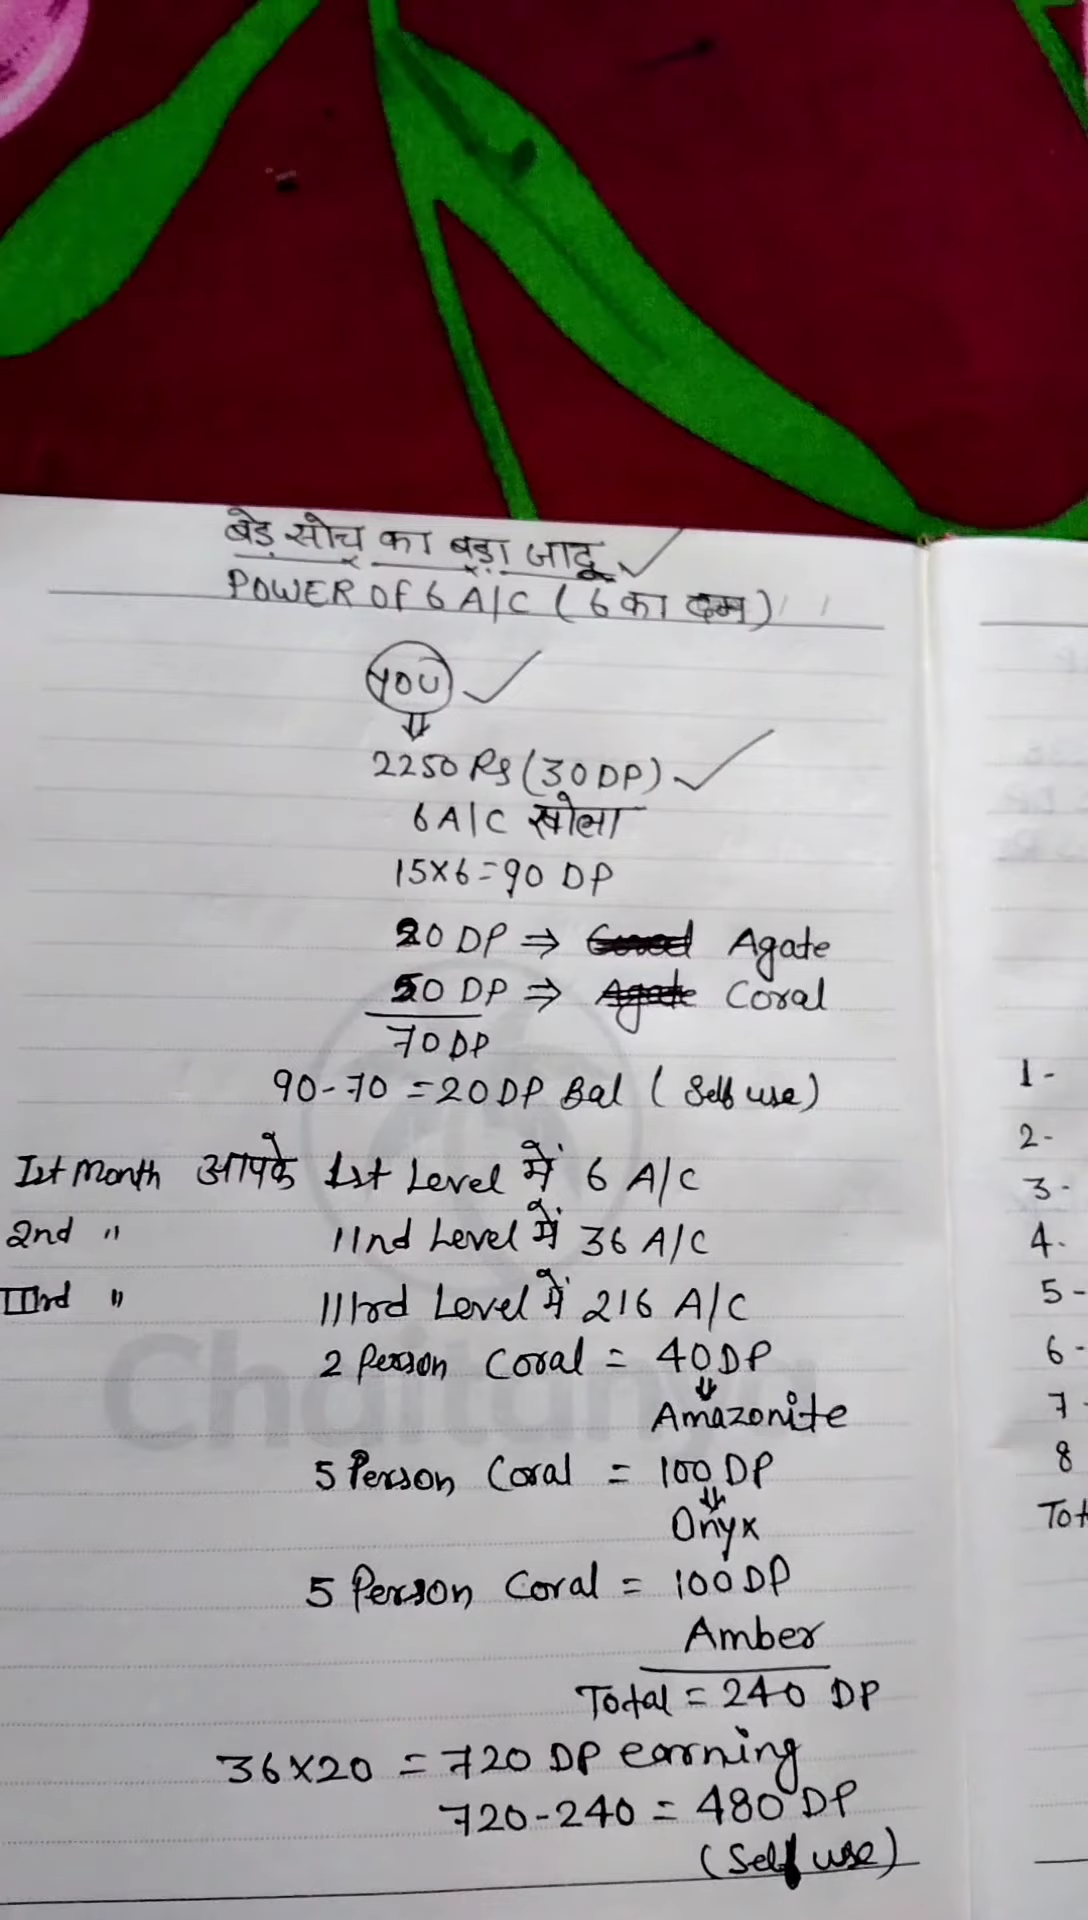 बड़े सोच का बड़ा जादू
POWER OF 6 A/C (6 का दम)
YOU
⇓
2250 Rs (30 DP)
6 A/C खोला
15×6=90 DP
20 DP ⇒ Agate
50 DP ⇒ Coral
70 DP
90-70 = 20 DP Bal (Self use)
Ist Month आपके 1st Level में 6 A/C
2nd " IInd Level में 36 A/C
IIIrd " IIIrd Level में 216 A/C
2 Person Coral = 40 DP
⇓
Amazonite
5 Person Coral = 100 DP
⇓
Onyx
5 Person Coral = 100 DP
Amber
Total = 240 DP
36×20 = 720 DP earning
720-240 = 480 DP
(Self use)
Chaitanya
1-
2-
3-
4.
5-
6-
7-
8
Tot